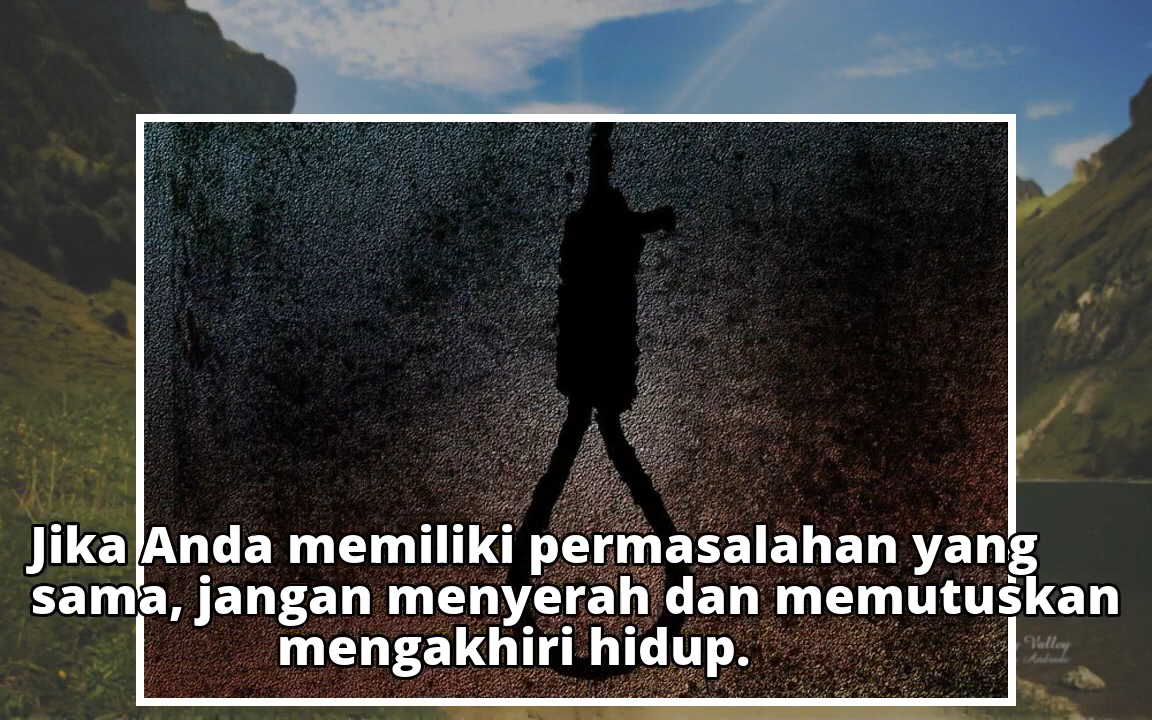 Jika Anda memiliki permasalahan yang
sama, jangan menyerah dan memutuskan
mengakhiri hidup.
Valley